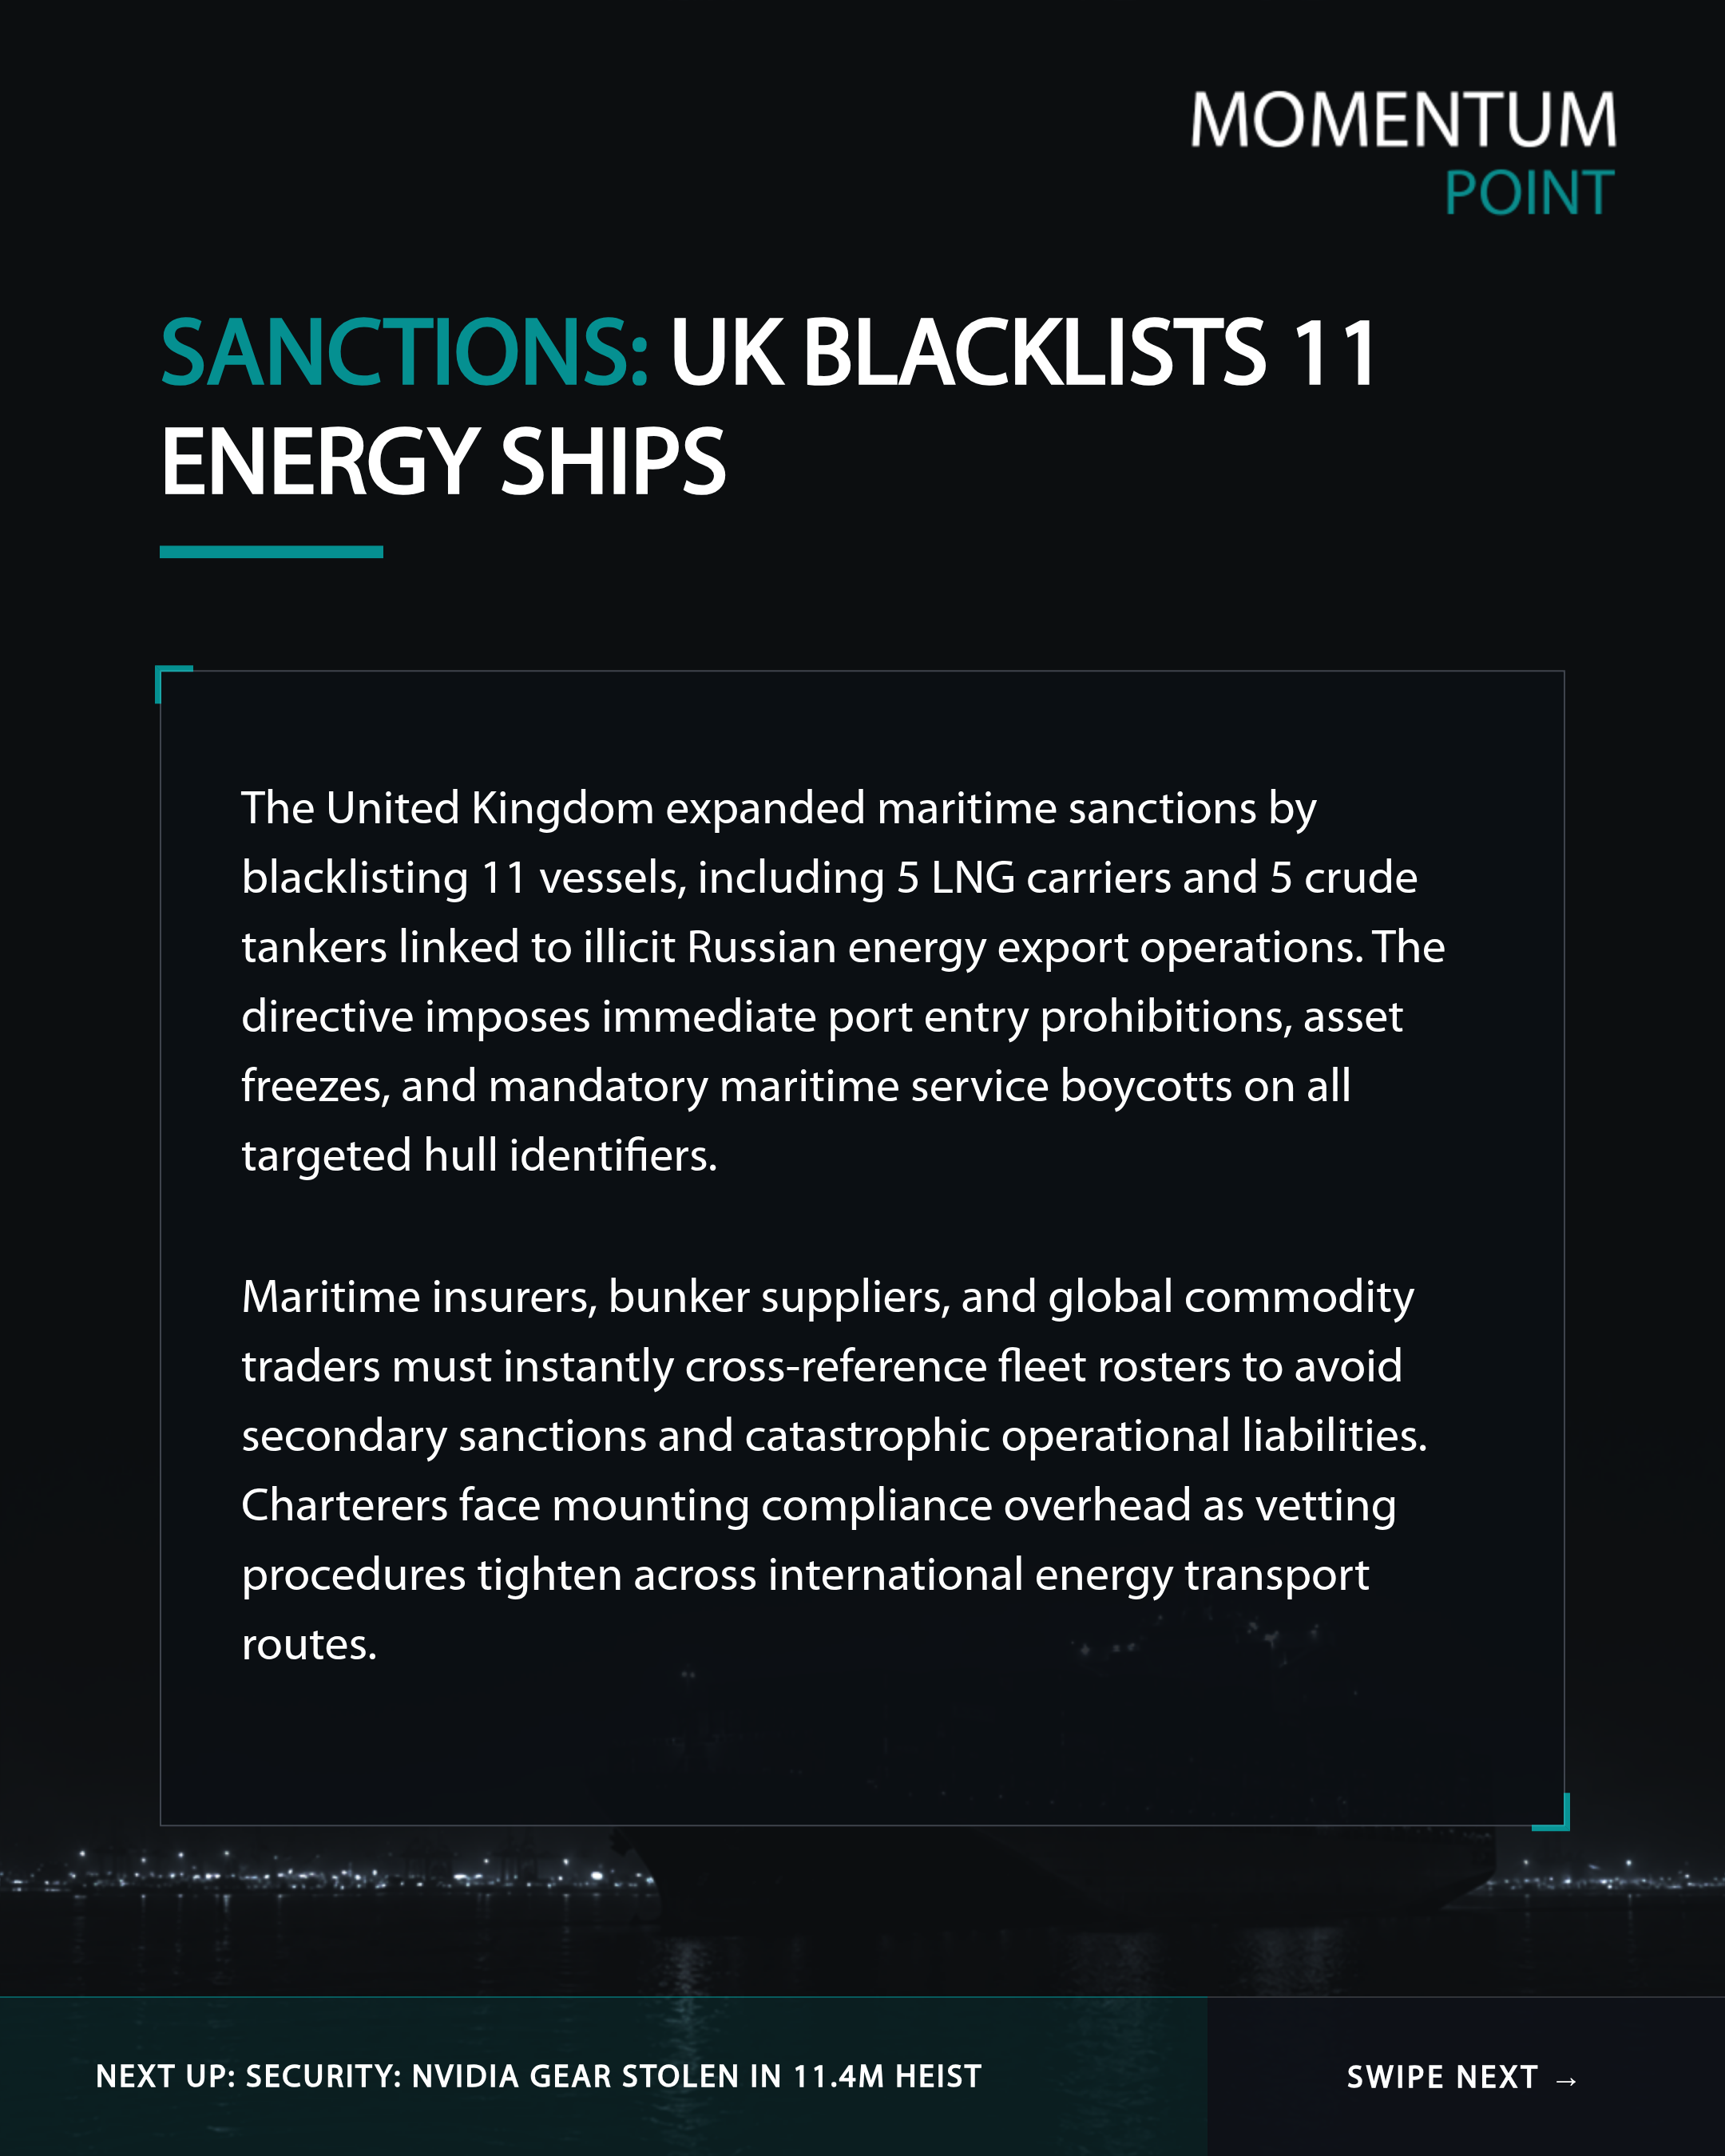 MOMENTUM
POINT
SANCTIONS: UK BLACKLISTS 11
ENERGY SHIPS
The United Kingdom expanded maritime sanctions by
blacklisting 11 vessels, including 5 LNG carriers and 5 crude
tankers linked to illicit Russian energy export operations. The
directive imposes immediate port entry prohibitions, asset
freezes, and mandatory maritime service boycotts on all
targeted hull identifiers.
Maritime insurers, bunker suppliers, and global commodity
traders must instantly cross-reference fleet rosters to avoid
secondary sanctions and catastrophic operational liabilities.
Charterers face mounting compliance overhead as vetting
procedures tighten across international energy transport
routes.
NEXT UP: SECURITY: NVIDIA GEAR STOLEN IN 11.4M HEIST
SWIPE NEXT →